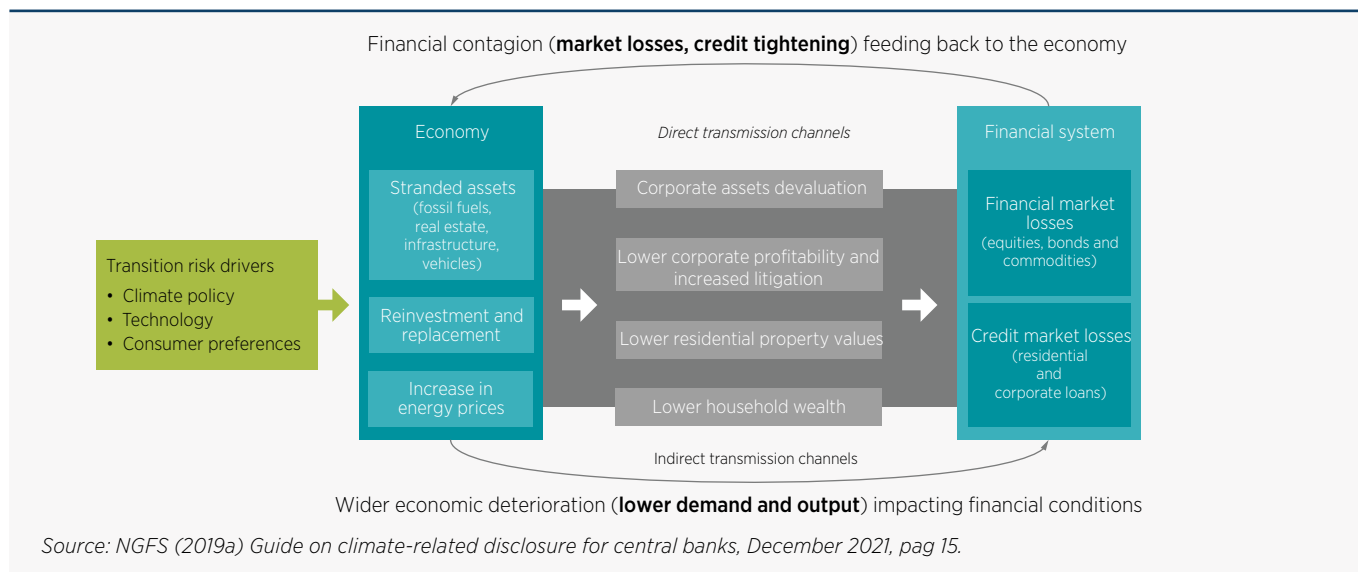 Financial contagion (market losses, credit tightening) feeding back to the economy
Economy
Direct transmission channels
Financial system
Stranded assets
(fossil fuels,
real estate,
infrastructure,
vehicles)
Reinvestment and
replacement
Increase in
energy prices
Transition risk drivers
• Climate policy
• Technology
• Consumer preferences
Corporate assets devaluation
Lower corporate profitability and
increased litigation
Lower residential property values
Lower household wealth
Financial market
losses
(equities, bonds and
commodities)
Credit market losses
(residential
and
corporate loans)
Indirect transmission channels
Wider economic deterioration (lower demand and output) impacting financial conditions
Source: NGFS (2019a) Guide on climate-related disclosure for central banks, December 2021, pag 15.